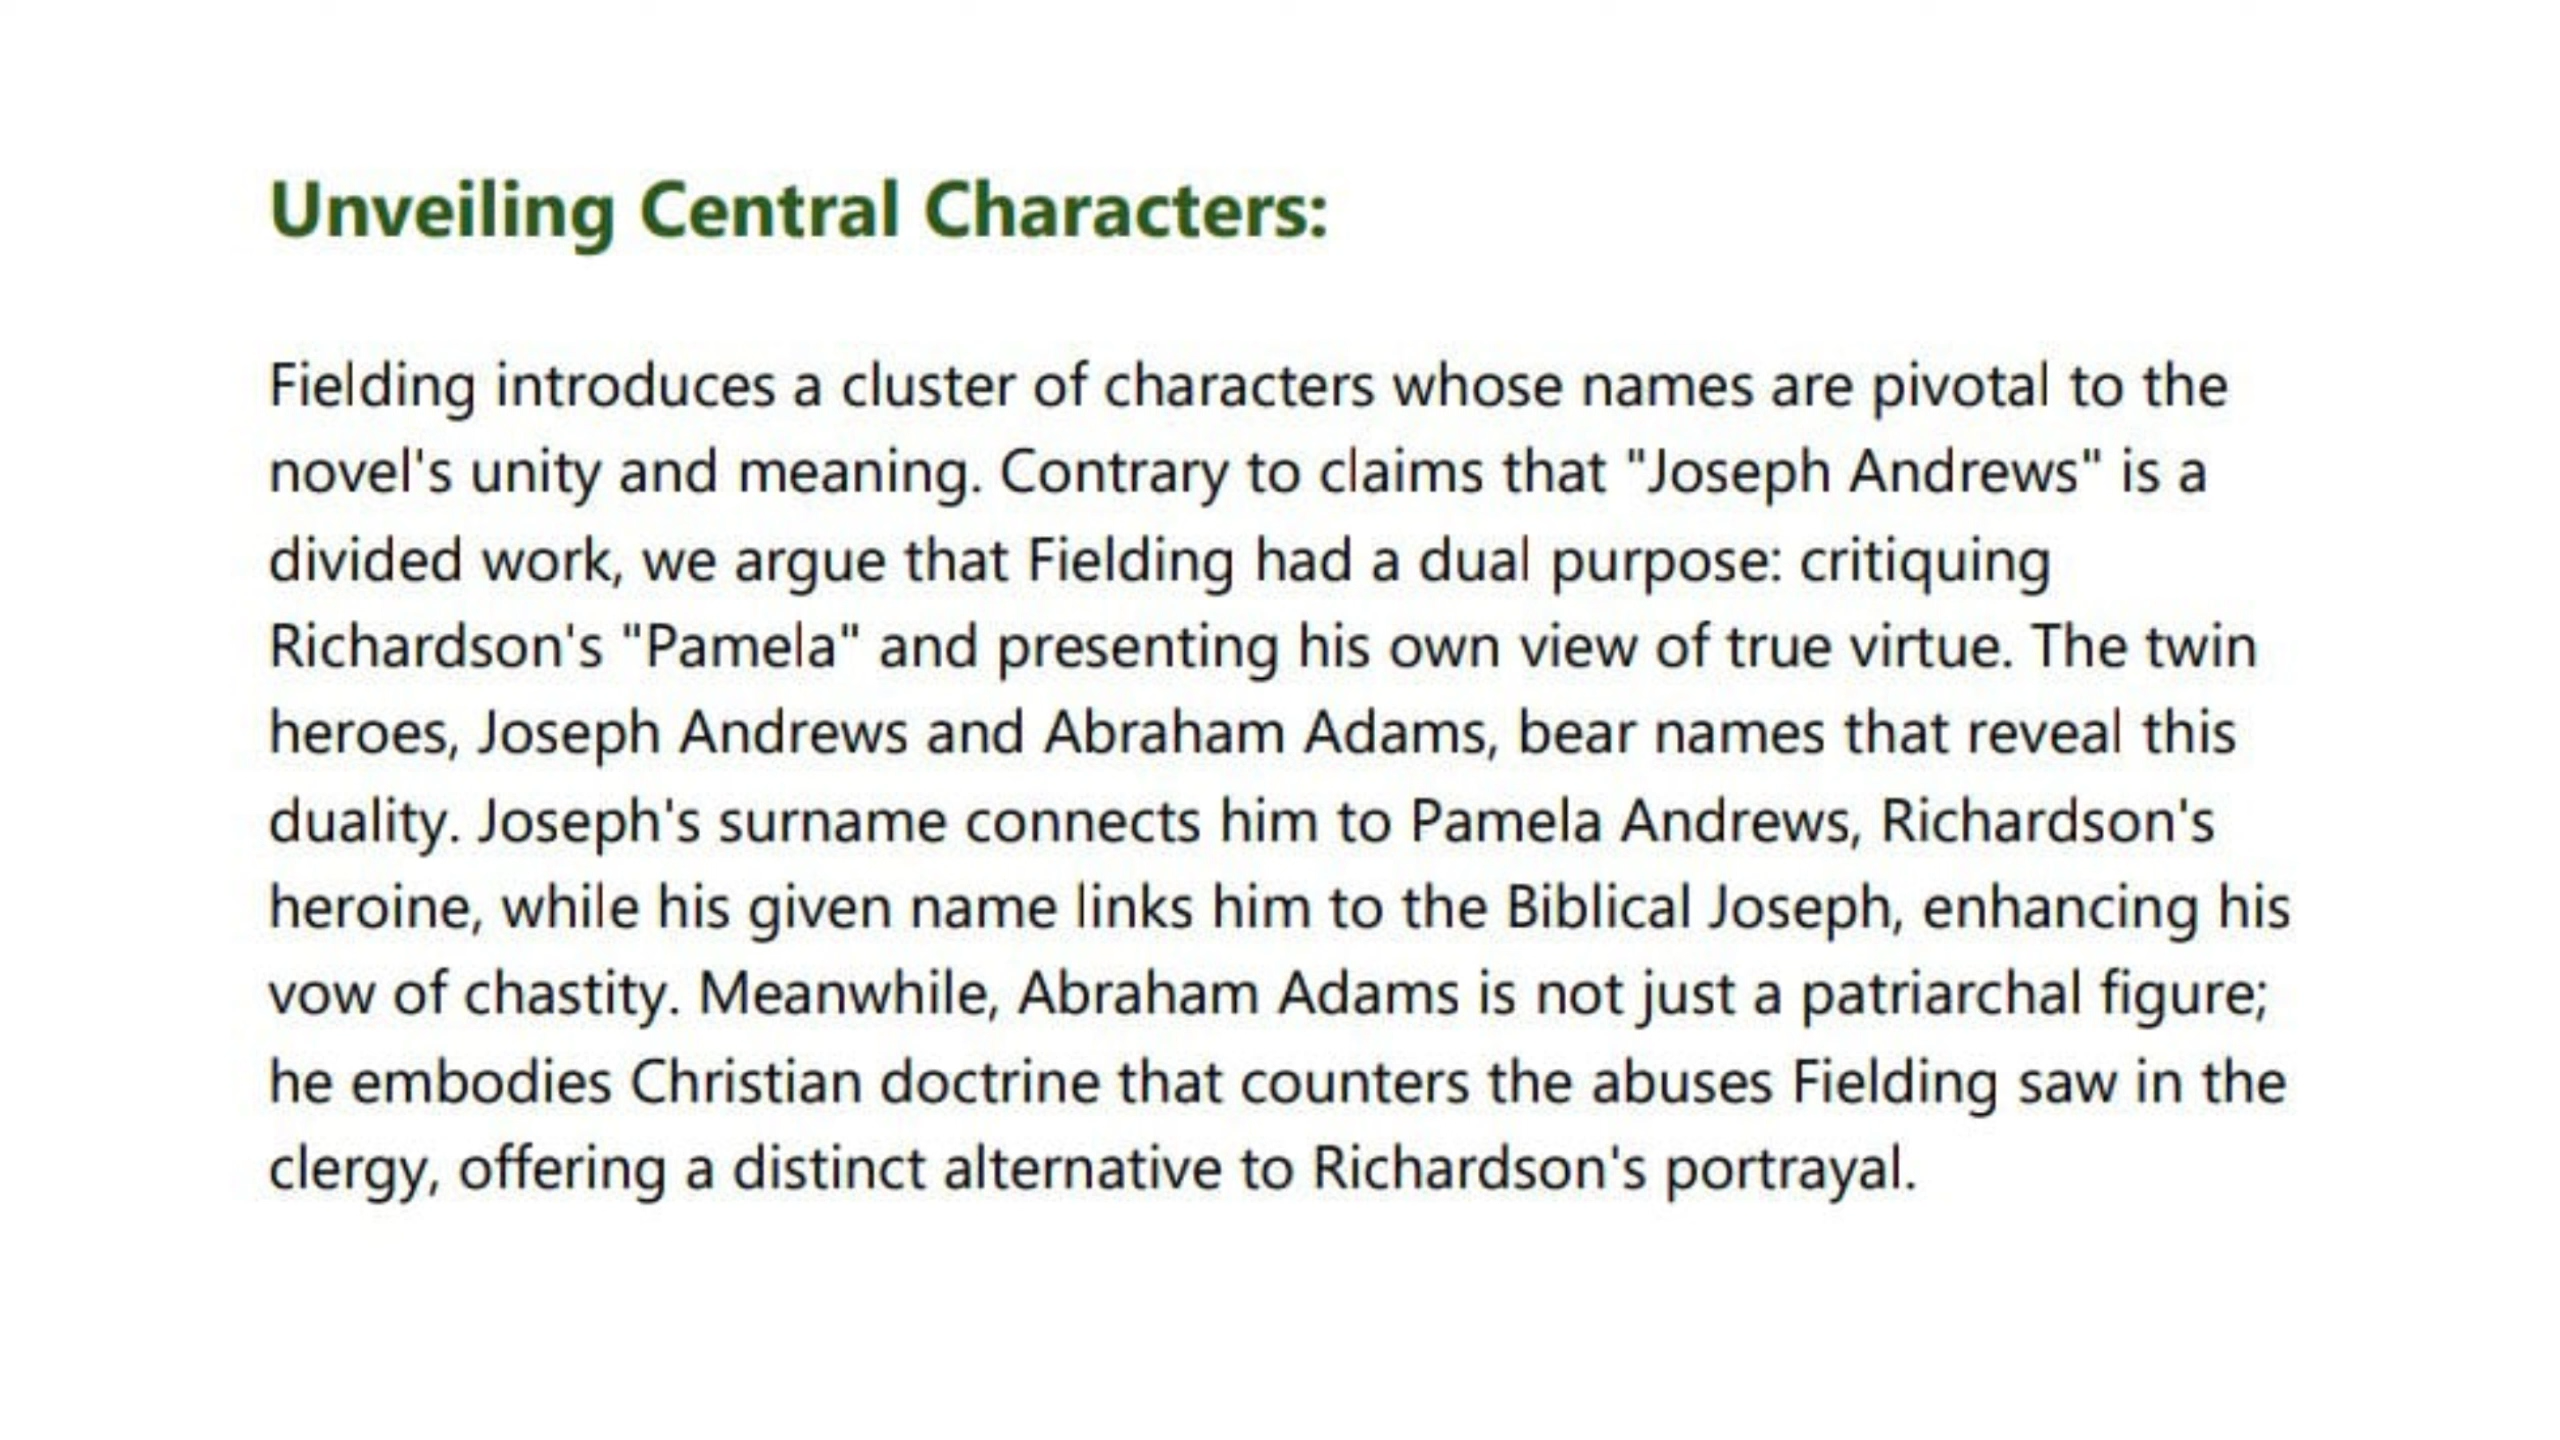 Unveiling Central Characters:
Fielding introduces a cluster of characters whose names are pivotal to the
novel's unity and meaning. Contrary to claims that "Joseph Andrews" is a
divided work, we argue that Fielding had a dual purpose: critiquing
Richardson's "Pamela" and presenting his own view of true virtue. The twin
heroes, Joseph Andrews and Abraham Adams, bear names that reveal this
duality. Joseph's surname connects him to Pamela Andrews, Richardson's
heroine, while his given name links him to the Biblical Joseph, enhancing his
vow of chastity. Meanwhile, Abraham Adams is not just a patriarchal figure;
he embodies Christian doctrine that counters the abuses Fielding saw in the
clergy, offering a distinct alternative to Richardson's portrayal.